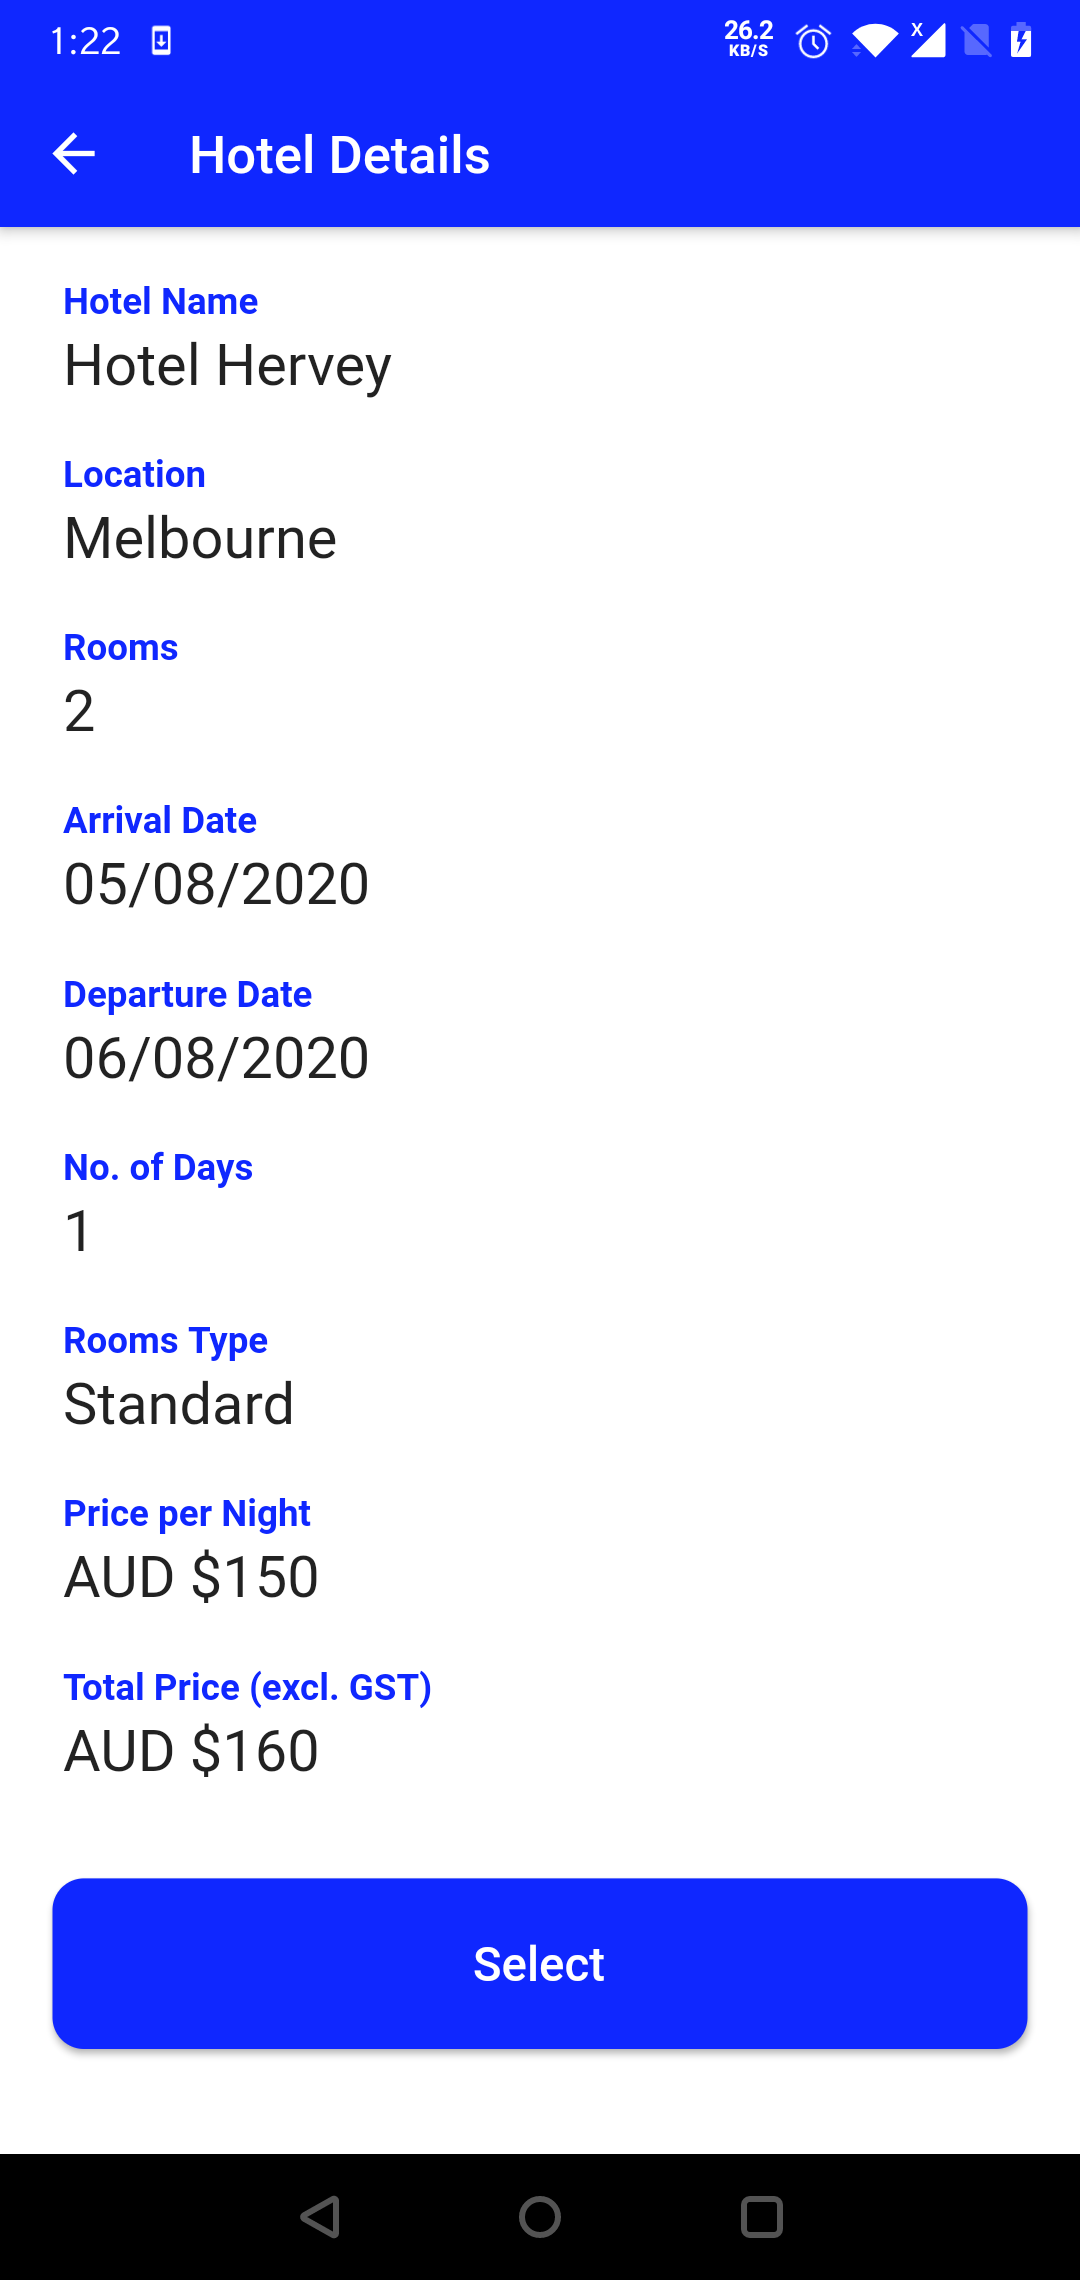 1:22
26.2
KB/S
X
Hotel Details
Hotel Name
Hotel Hervey
Location
Melbourne
Rooms
2
Arrival Date
05/08/2020
Departure Date
06/08/2020
No. of Days
1
Rooms Type
Standard
Price per Night
AUD $150
Total Price (excl. GST)
AUD $160
Select